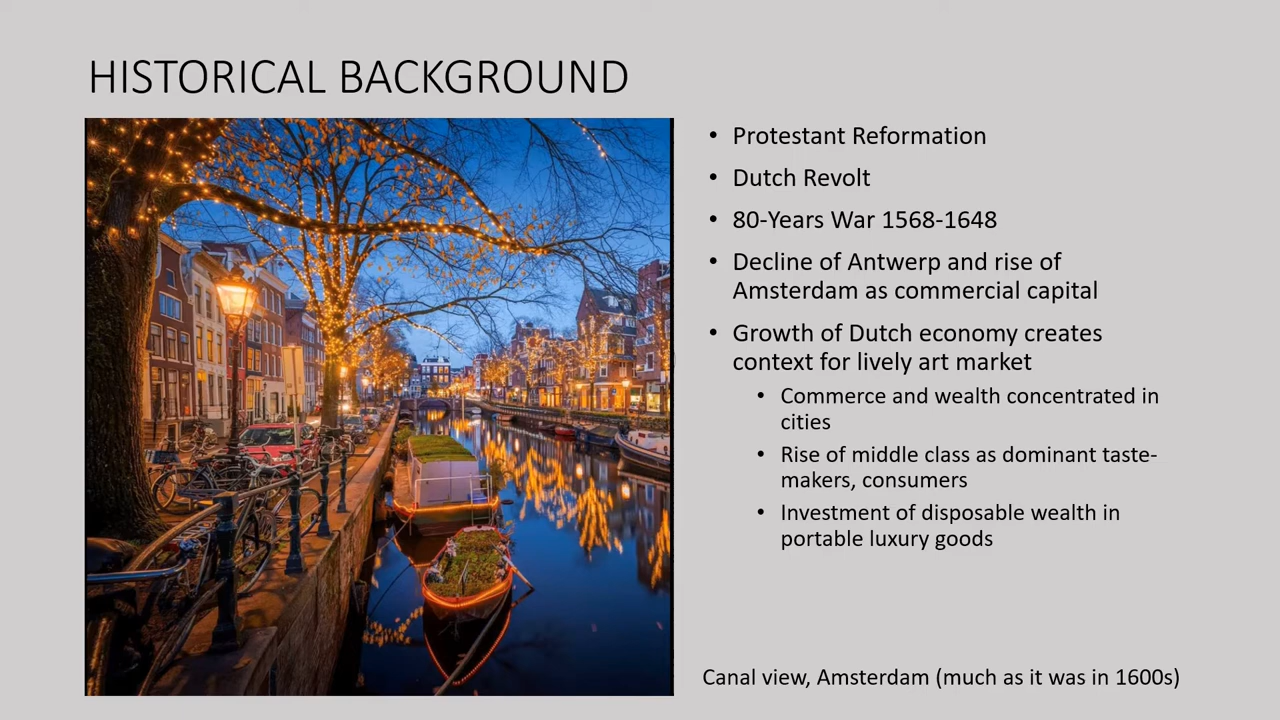 HISTORICAL BACKGROUND
• Protestant Reformation
• Dutch Revolt
• 80-Years War 1568-1648
• Decline of Antwerp and rise of
Amsterdam as commercial capital
• Growth of Dutch economy creates
context for lively art market
• Commerce and wealth concentrated in
cities
• Rise of middle class as dominant taste-
makers, consumers
• Investment of disposable wealth in
portable luxury goods
Canal view, Amsterdam (much as it was in 1600s)